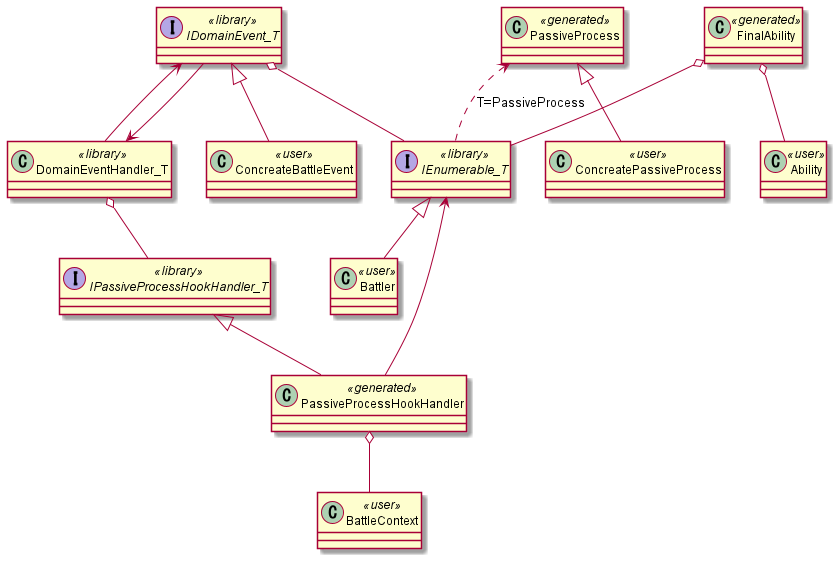 I
«library»
IDomainEvent_T
C
«generated»
PassiveProcess
C
«generated»
FinalAbility
T=PassiveProcess
C
«library»
DomainEventHandler_T
C
«user»
ConcreateBattleEvent
I
«library»
IEnumerable_T
C
«user»
ConcreatePassiveProcess
C
«user»
Ability
I
«library»
IPassiveProcessHookHandler_T
C
«user»
Battler
C
«generated»
PassiveProcessHookHandler
C
«user»
BattleContext